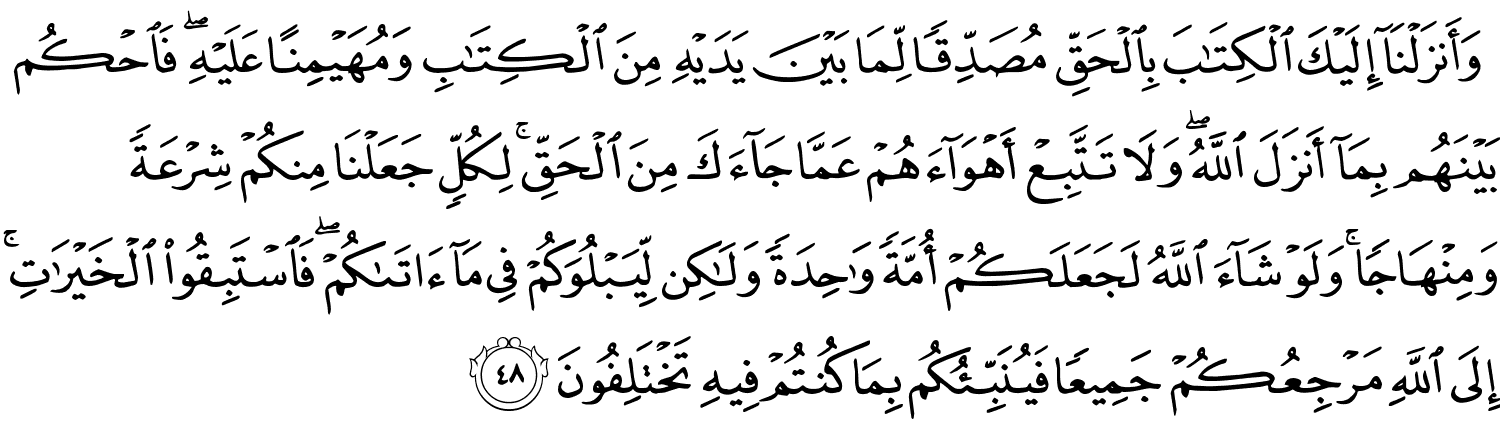 وَأَنزَلْنَآ إِلَيْكَ ٱلْكِتَٰبَ بِٱلْحَقِّ مُصَدِّقًا لِّمَا بَيْنَ يَدَيْهِ مِنَ ٱلْكِتَٰبِ وَمُهَيْمِنًا عَلَيْهِ ۖ فَٱحْكُم
بَيْنَهُم بِمَآ أَنزَلَ ٱللَّهُ ۖ وَلَا تَتَّبِعْ أَهْوَآءَهُمْ عَمَّا جَآءَكَ مِنَ ٱلْحَقِّ ۚ لِكُلٍّ جَعَلْنَا مِنكُمْ شِرْعَةً
وَمِنْهَاجًا ۚ وَلَوْ شَآءَ ٱللَّهُ لَجَعَلَكُمْ أُمَّةً وَٰحِدَةً وَلَٰكِن لِّيَبْلُوَكُمْ فِى مَآ ءَاتَىٰكُمْ ۖ فَٱسْتَبِقُوا۟ ٱلْخَيْرَٰتِ ۚ
إِلَى ٱللَّهِ مَرْجِعُكُمْ جَمِيعًا فَيُنَبِّئُكُم بِمَا كُنتُمْ فِيهِ تَخْتَلِفُونَ ٤٨